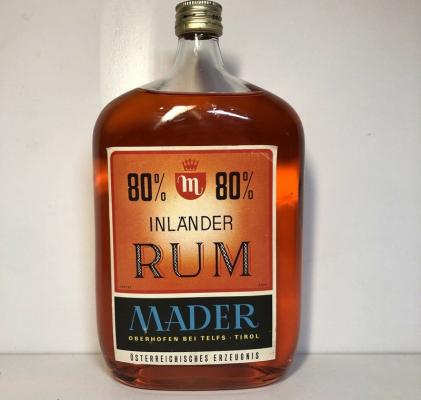 80% m 80%
INLÄNDER
RUM
MADER
OBERHOFEN BEI TELFS · TIROL
ÖSTERREICHISCHES ERZEUGNIS